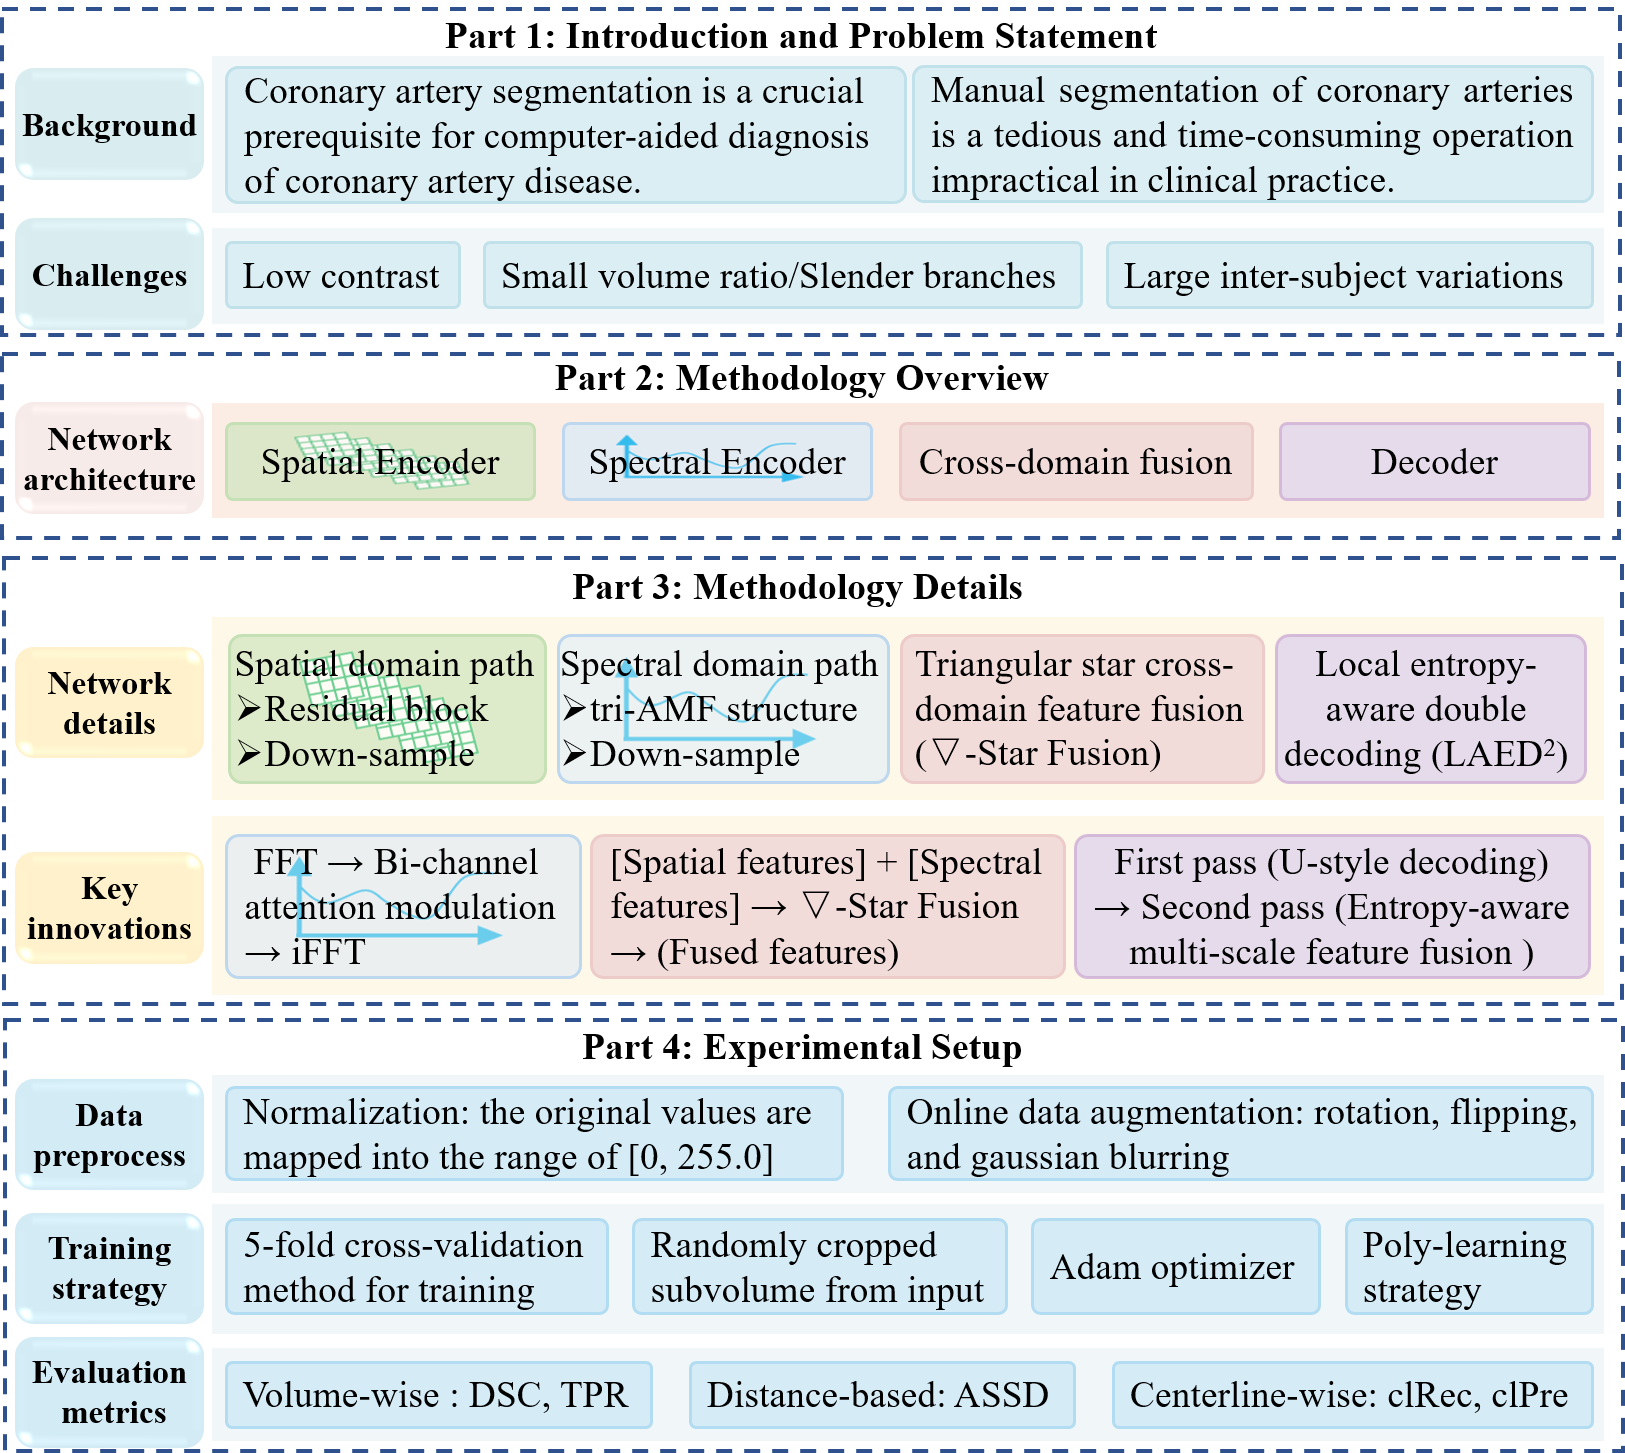 Part 1: Introduction and Problem Statement
Background
Coronary artery segmentation is a crucial
prerequisite for computer-aided diagnosis
of coronary artery disease.
Manual segmentation of coronary arteries
is a tedious and time-consuming operation
impractical in clinical practice.
Challenges
Low contrast
Small volume ratio/Slender branches
Large inter-subject variations
Part 2: Methodology Overview
Network
architecture
Spatial Encoder
Spectral Encoder
Cross-domain fusion
Decoder
Part 3: Methodology Details
Network
details
Spatial domain path
➢Residual block
➢Down-sample
Spectral domain path
➢tri-AMF structure
➢Down-sample
Triangular star cross-
domain feature fusion
(▽-Star Fusion)
Local entropy-
aware double
decoding (LAED²)
Key
innovations
FFT → Bi-channel
attention modulation
→ iFFT
[Spatial features] + [Spectral
features] → ▽-Star Fusion
→ (Fused features)
First pass (U-style decoding)
→ Second pass (Entropy-aware
multi-scale feature fusion )
Part 4: Experimental Setup
Data
preprocess
Normalization: the original values are
mapped into the range of [0, 255.0]
Online data augmentation: rotation, flipping,
and gaussian blurring
Training
strategy
5-fold cross-validation
method for training
Randomly cropped
subvolume from input
Adam optimizer
Poly-learning
strategy
Evaluation
metrics
Volume-wise : DSC, TPR
Distance-based: ASSD
Centerline-wise: clRec, clPre